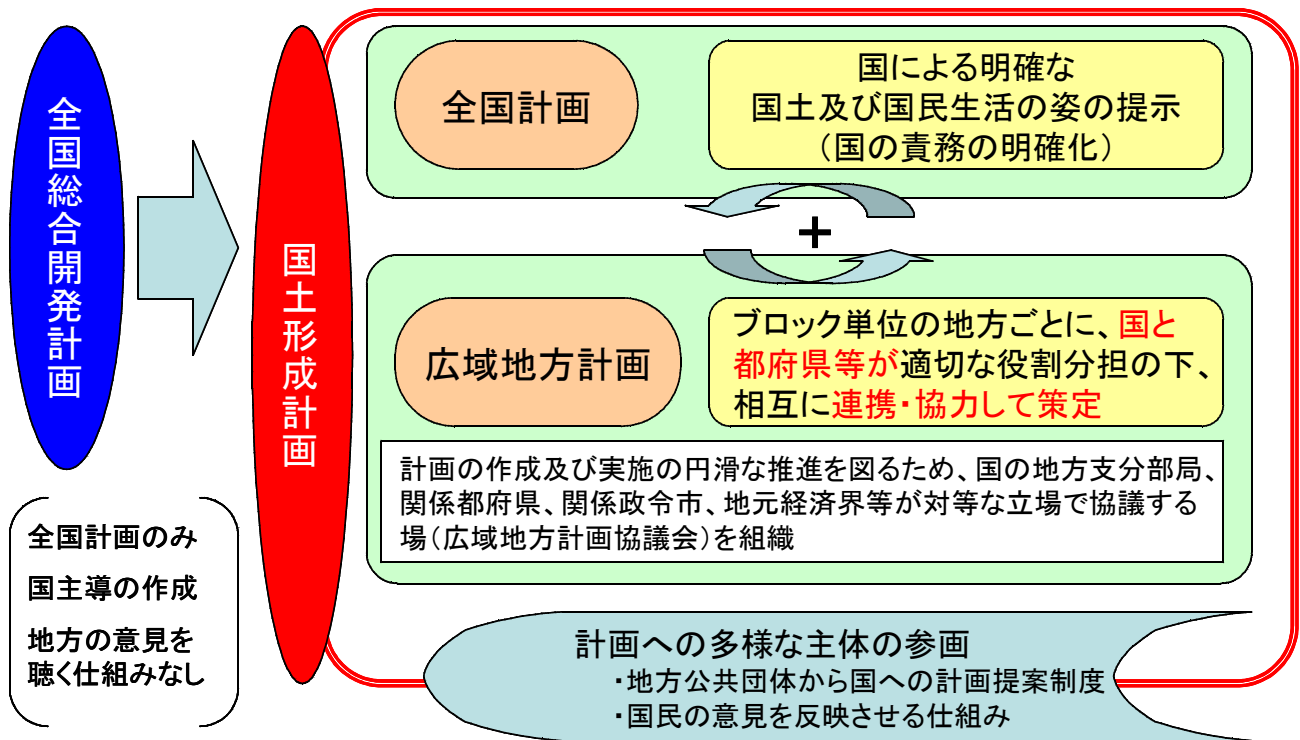 全国総合開発計画
全国計画のみ
国主導の作成
地方の意見を
聴く仕組みなし
国土形成計画
全国計画
国による明確な
国土及び国民生活の姿の提示
（国の責務の明確化）
+
広域地方計画
ブロック単位の地方ごとに、国と
都府県等が適切な役割分担の下、
相互に連携・協力して策定
計画の作成及び実施の円滑な推進を図るため、国の地方支分部局、
関係都府県、関係政令市、地元経済界等が対等な立場で協議する
場（広域地方計画協議会）を組織
計画への多様な主体の参画
・地方公共団体から国への計画提案制度
・国民の意見を反映させる仕組み